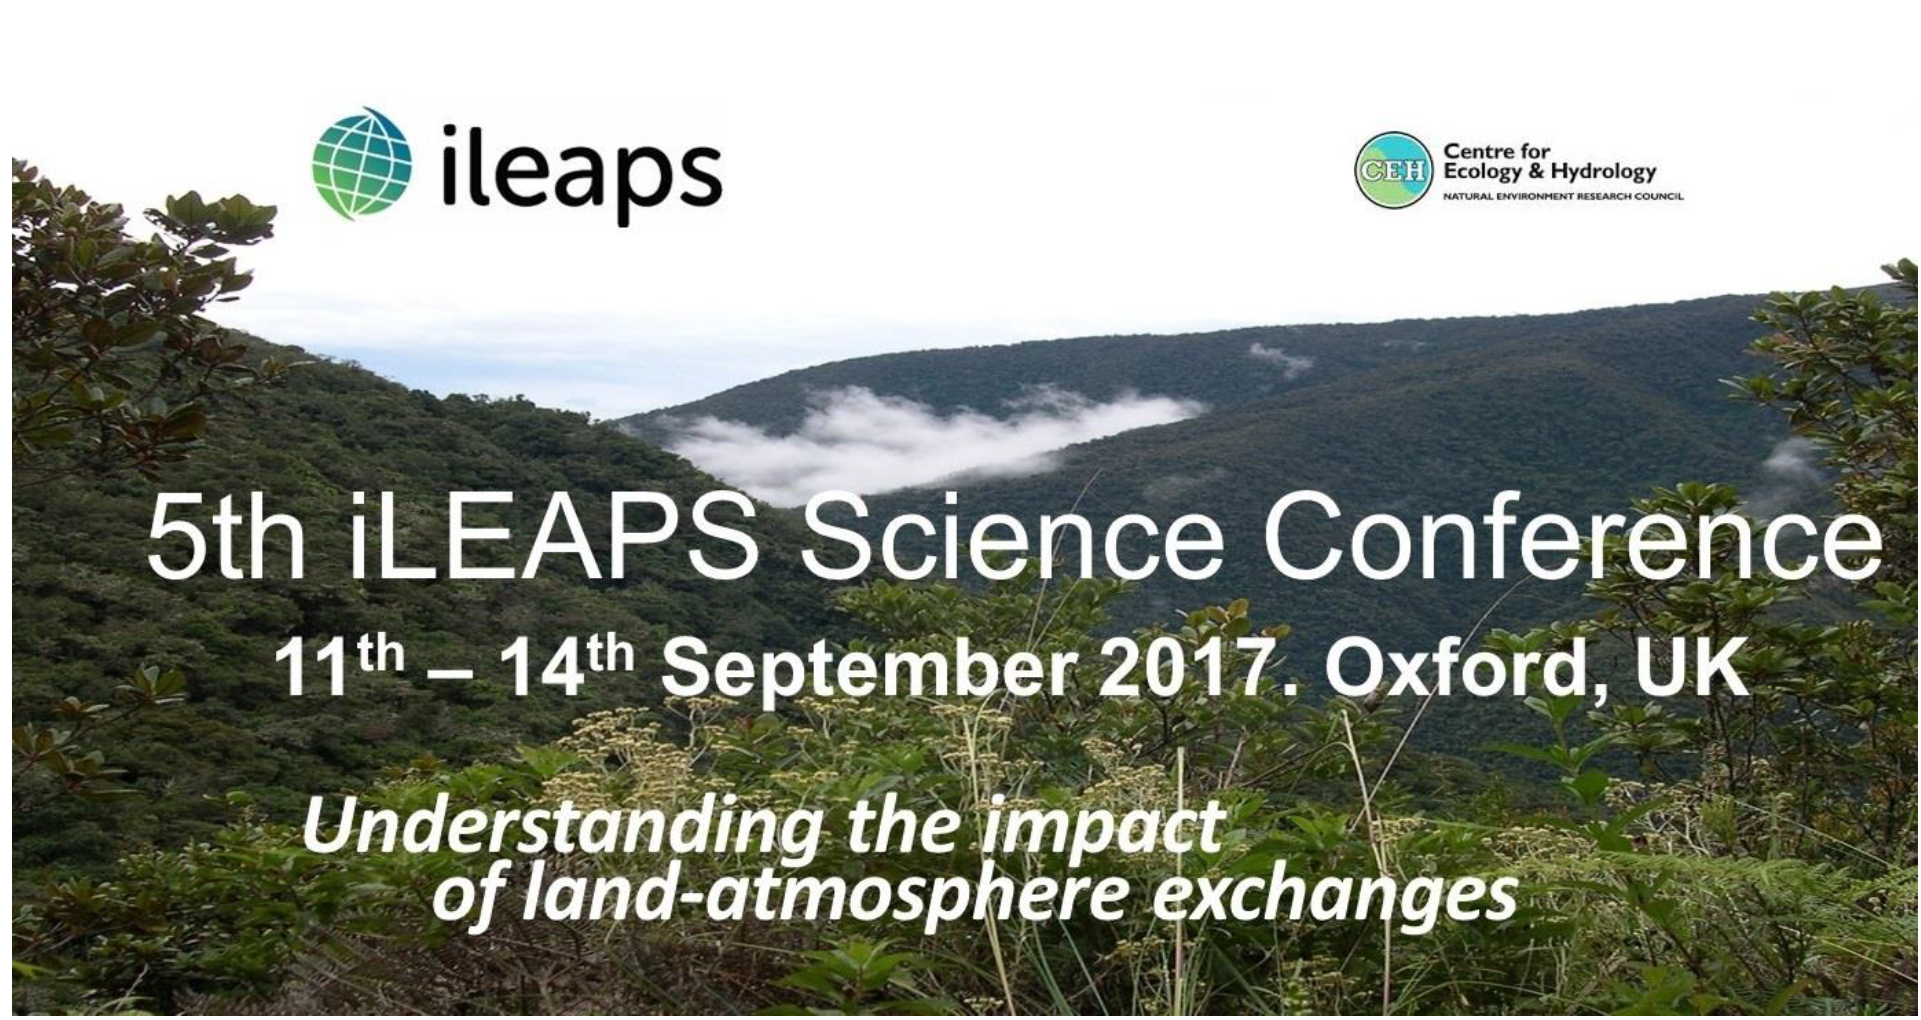 ileaps
CEH
Centre for
Ecology & Hydrology
NATURAL ENVIRONMENT RESEARCH COUNCIL
5th iLEAPS Science Conference
11th – 14th September 2017. Oxford, UK
Understanding the impact
of land-atmosphere exchanges